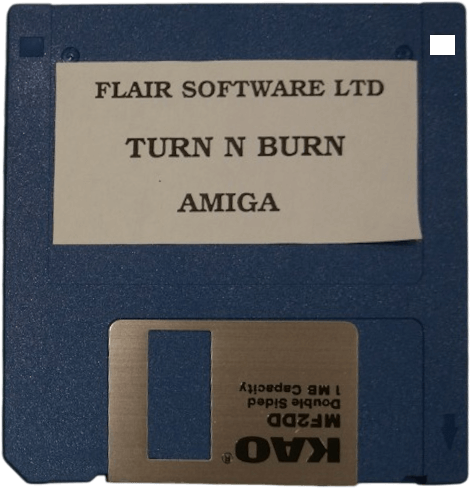 FLAIR SOFTWARE LTD
TURN N BURN
AMIGA
KAO®
MF2DD
Double Sided
1 MB Capacity